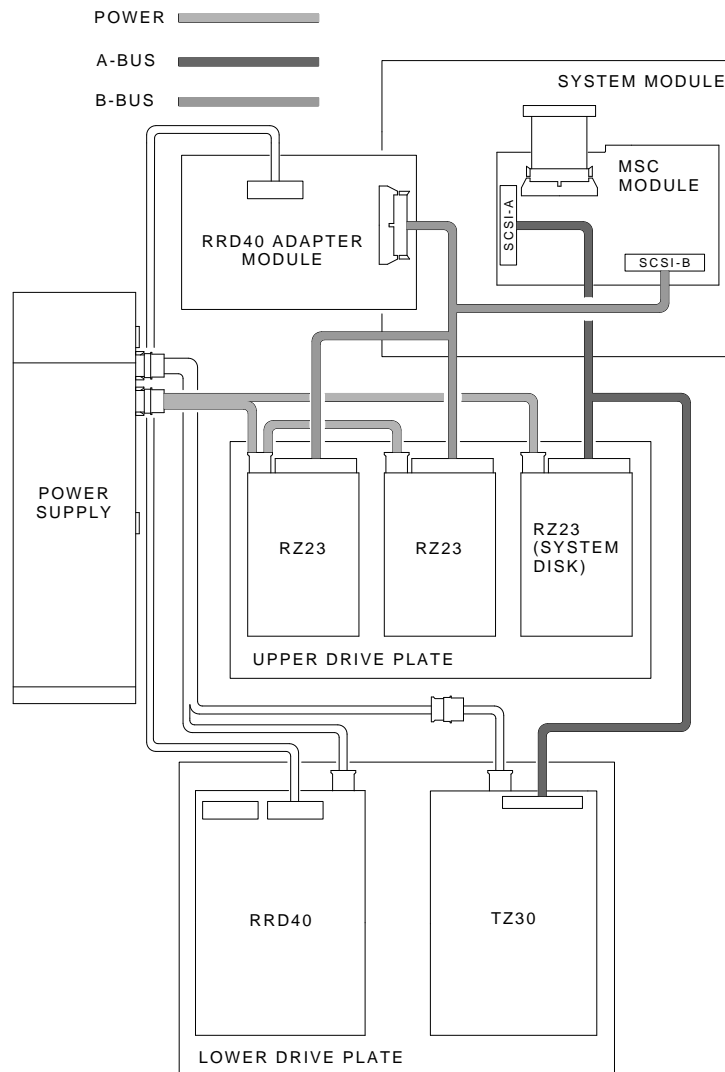 POWER
A-BUS
B-BUS
SYSTEM MODULE
MSC
MODULE
SCSI-A
SCSI-B
RRD40 ADAPTER
MODULE
POWER
SUPPLY
RZ23
RZ23
RZ23
(SYSTEM
DISK)
UPPER DRIVE PLATE
RRD40
TZ30
LOWER DRIVE PLATE